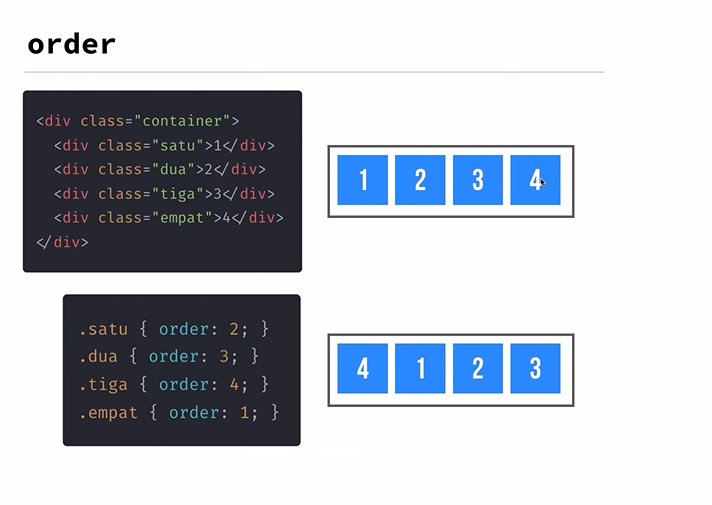 order
<div class="container">
<div class="satu">1</div>
<div class="dua">2</div>
<div class="tiga">3</div>
<div class="empat">4</div>
</div>
1 2 3 4
.satu { order: 2; }
.dua { order: 3; }
.tiga { order: 4; }
.empat { order: 1; }
4 1 2 3